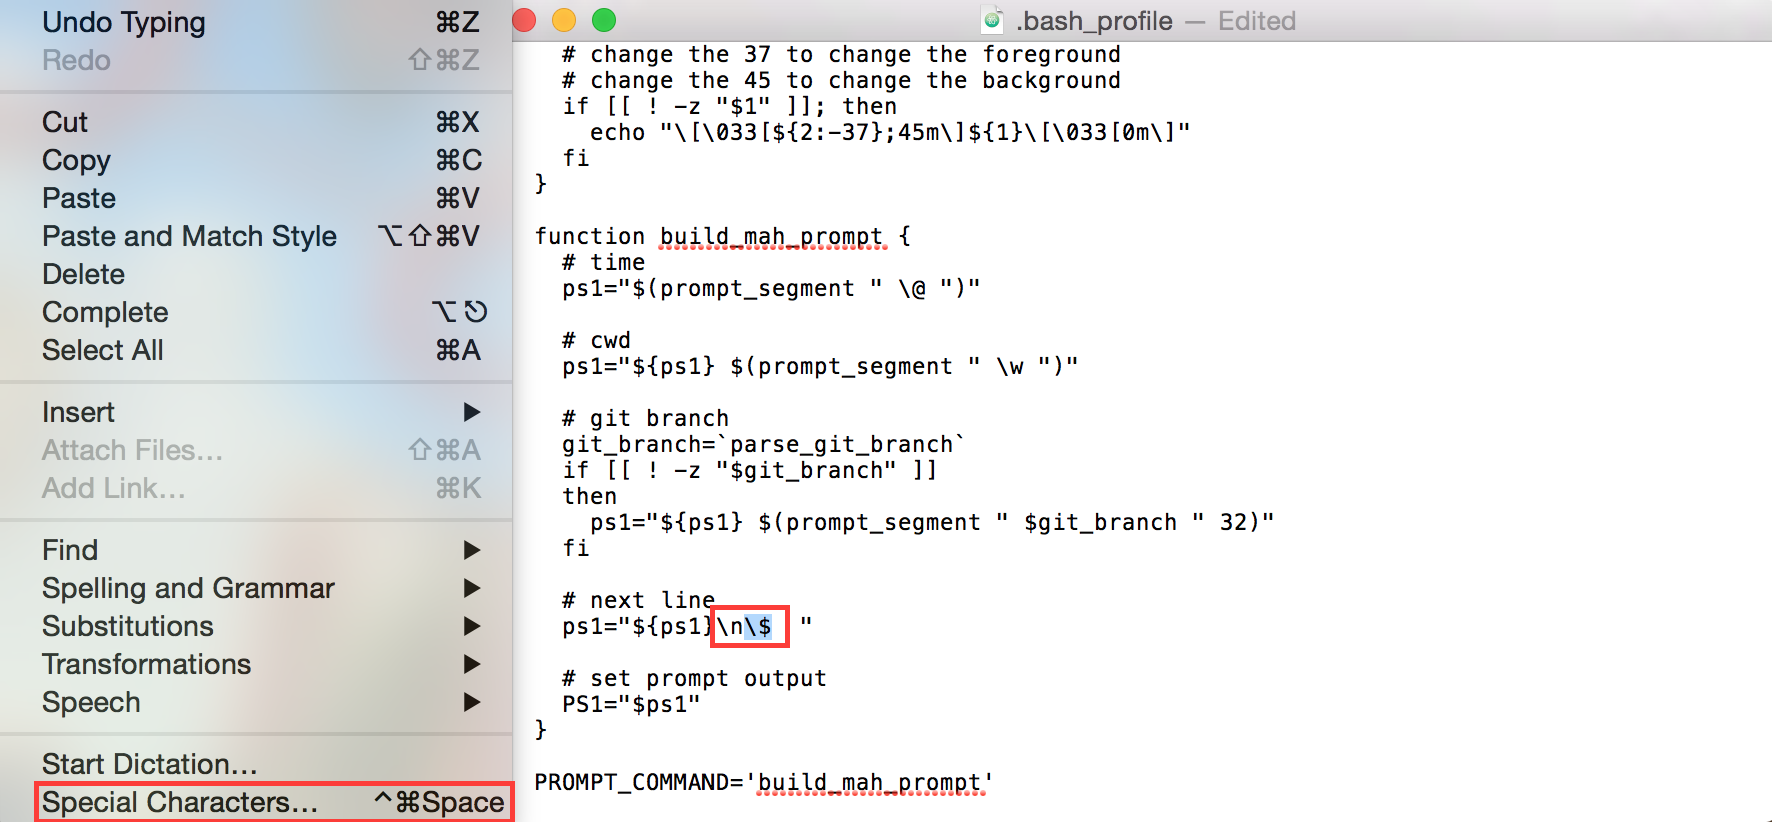 Undo Typing ⌘Z
Redo ⇧⌘Z
Cut ⌘X
Copy ⌘C
Paste ⌘V
Paste and Match Style ⌥⇧⌘V
Delete
Complete ⌥⎋
Select All ⌘A
Insert ▶
Attach Files… ⇧⌘A
Add Link… ⌘K
Find ▶
Spelling and Grammar ▶
Substitutions ▶
Transformations ▶
Speech ▶
Start Dictation…
Special Characters… ^⌘Space
.bash_profile — Edited
  # change the 37 to change the foreground
  # change the 45 to change the background
  if [[ ! -z "$1" ]]; then
    echo "\[\033[${2:-37};45m\]${1}\[\033[0m\]"
  fi
}
function build_mah_prompt {
  # time
  ps1="$(prompt_segment " \@ ")"
  # cwd
  ps1="${ps1} $(prompt_segment " \w ")"
  # git branch
  git_branch=`parse_git_branch`
  if [[ ! -z "$git_branch" ]]
  then
    ps1="${ps1} $(prompt_segment " $git_branch " 32)"
  fi
  # next line
  ps1="${ps1}\n\$  "
  # set prompt output
  PS1="$ps1"
}
PROMPT_COMMAND='build_mah_prompt'